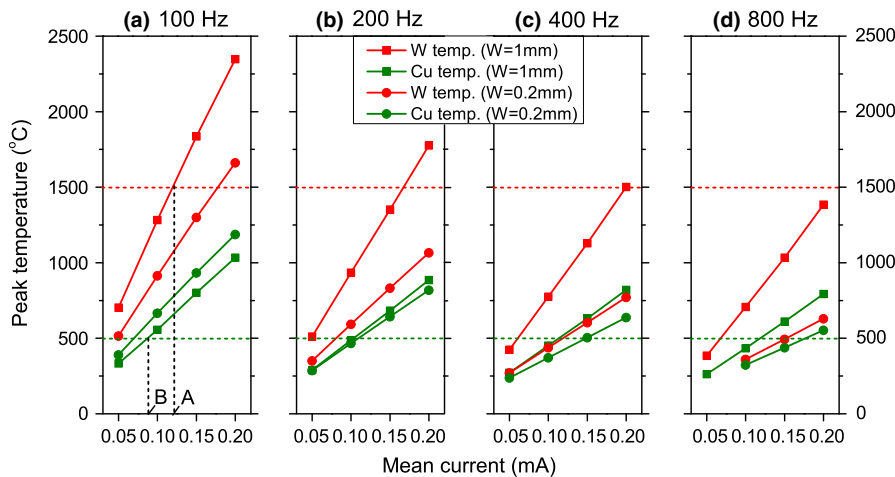 (a) 100 Hz (b) 200 Hz (c) 400 Hz (d) 800 Hz
W temp. (W=1mm)
Cu temp. (W=1mm)
W temp. (W=0.2mm)
Cu temp. (W=0.2mm)
Peak temperature (°C)
2500 2500
2000 2000
1500 1500
1000 1000
500 500
0 0
B A
0.05 0.10 0.15 0.20 0.05 0.10 0.15 0.20 0.05 0.10 0.15 0.20 0.05 0.10 0.15 0.20
Mean current (mA)